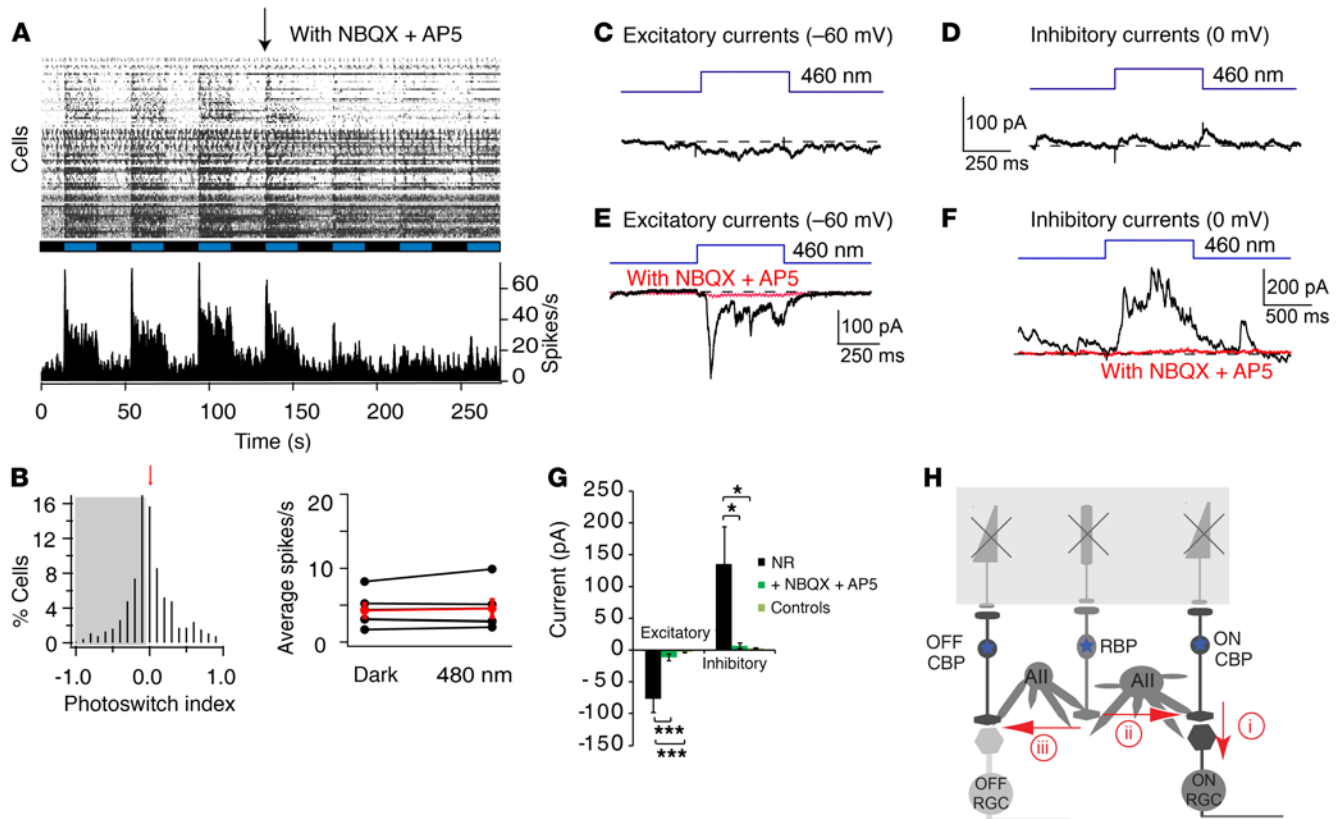 A
With NBQX + AP5
Cells
60
40
20
0
Spikes/s
0 50 100 150 200 250
Time (s)
B
16
12
8
4
0
% Cells
-1.0 0.0 1.0
Photoswitch index
20
10
0
Average spikes/s
Dark 480 nm
C Excitatory currents (–60 mV)
460 nm
D Inhibitory currents (0 mV)
460 nm
100 pA
250 ms
E Excitatory currents (–60 mV)
460 nm
With NBQX + AP5
100 pA
250 ms
F Inhibitory currents (0 mV)
460 nm
200 pA
500 ms
With NBQX + AP5
G
250
200
150
100
50
0
- 50
-100
-150
Current (pA)
*
*
NR
+ NBQX + AP5
Controls
Excitatory
Inhibitory
***
***
H
OFF
CBP
RBP
ON
CBP
AII
AII
i
ii
iii
OFF
RGC
ON
RGC